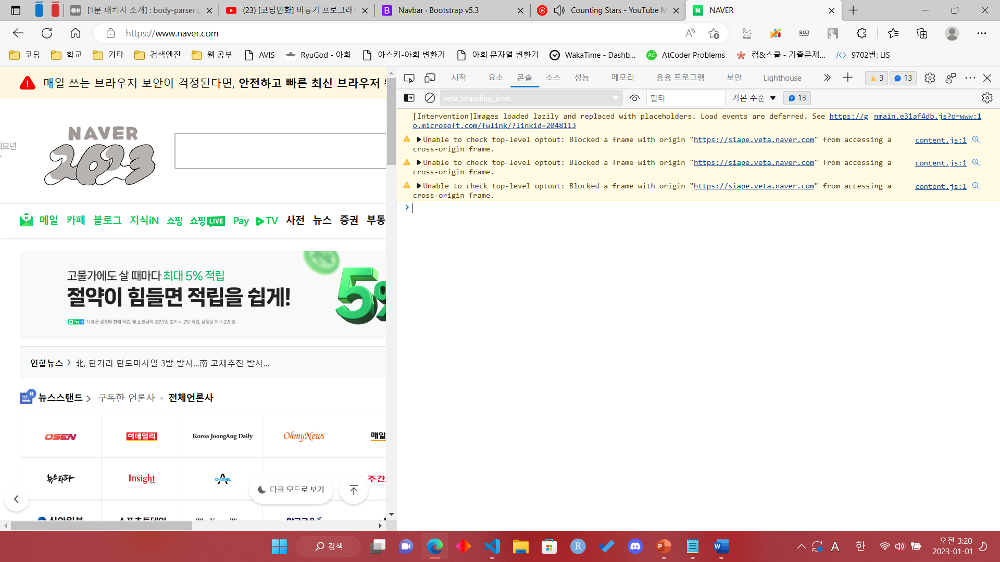 [1분 패키지 소개] : body-parser를
(23) [코딩만화] 비동기 프로그래밍
Navbar · Bootstrap v5.3
Counting Stars - YouTube M
NAVER
https://www.naver.com
코딩
학교
기타
검색엔진
웹 공부
AVIS
RyuGod - 아희
아스키-아희 변환기
아희 문자열 변환기
WakaTime - Dashb...
AtCoder Problems
컴&스쿨 - 기출문제...
9702번: LIS
BOJ
매일 쓰는 브라우저 보안이 걱정된다면, 안전하고 빠른 최신 브라우저
NAVER
2023
메일 카페 블로그 지식iN 쇼핑 쇼핑LIVE Pay TV 사전 뉴스 증권 부동
고물가에도 살 때마다 최대 5% 적립
절약이 힘들면 적립을 쉽게!
N Pay + 가 붙은 상품에 한해 적립, 월 쇼핑금액 20만원 초과 시 2% 적립, 상품당 최대 2만 원
5%
연합뉴스 > 北, 단거리 탄도미사일 3발 발사...南 고체추진 발사...
뉴스스탠드 > 구독한 언론사 • 전체언론사
OSEN
이데일리
Korea JoongAng Daily
OhmyNews
매일
뉴스타파
Insight
CHANNEL A
주간
다크 모드로 보기
시작 요소 콘솔 소스 성능 메모리 응용 프로그램 보안 Lighthouse
3
13
veta_branding_inne...
필터
기본 수준
13
[Intervention]Images loaded lazily and replaced with placeholders. Load events are deferred. See https://g
o.microsoft.com/fwlink/?linkid=2048113
nmain.e31af4db.js?o=www:1
Unable to check top-level optout: Blocked a frame with origin "https://siape.veta.naver.com" from accessing a
cross-origin frame.
content.js:1
Unable to check top-level optout: Blocked a frame with origin "https://siape.veta.naver.com" from accessing a
cross-origin frame.
content.js:1
Unable to check top-level optout: Blocked a frame with origin "https://siape.veta.naver.com" from accessing a
cross-origin frame.
content.js:1
검색
A
한
오전 3:20
2023-01-01